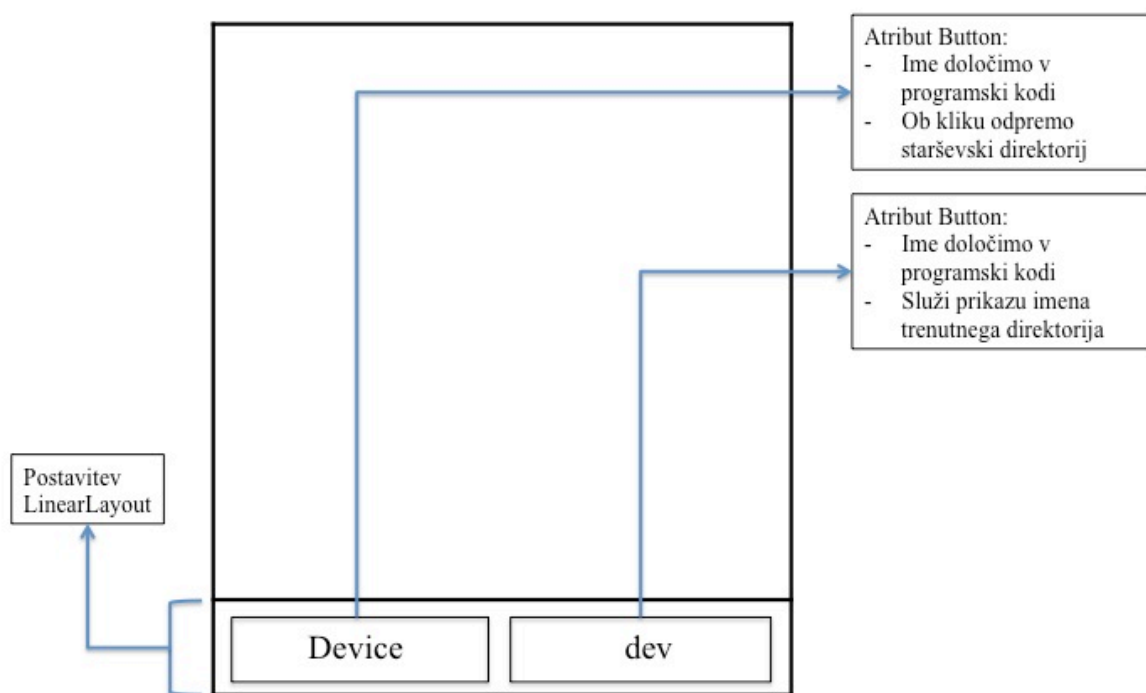 Atribut Button:
- Ime določimo v
programski kodi
- Ob kliku odpremo
starševski direktorij
Atribut Button:
- Ime določimo v
programski kodi
- Služi prikazu imena
trenutnega direktorija
Postavitev
LinearLayout
Device
dev